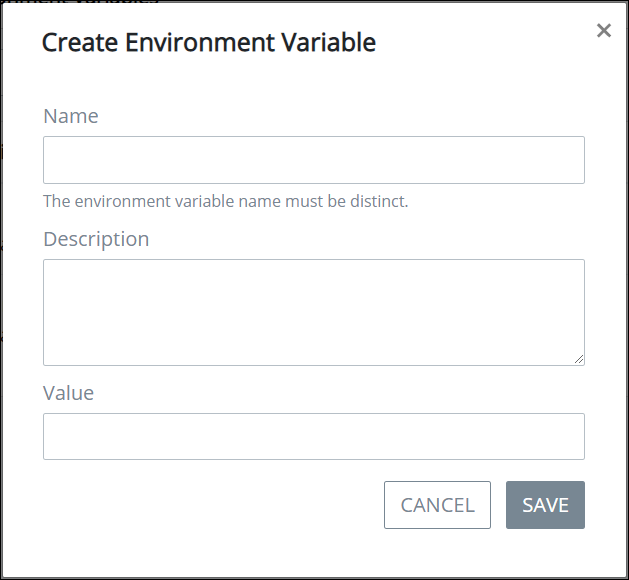 Create Environment Variable
×
Name
The environment variable name must be distinct.
Description
Value
CANCEL SAVE